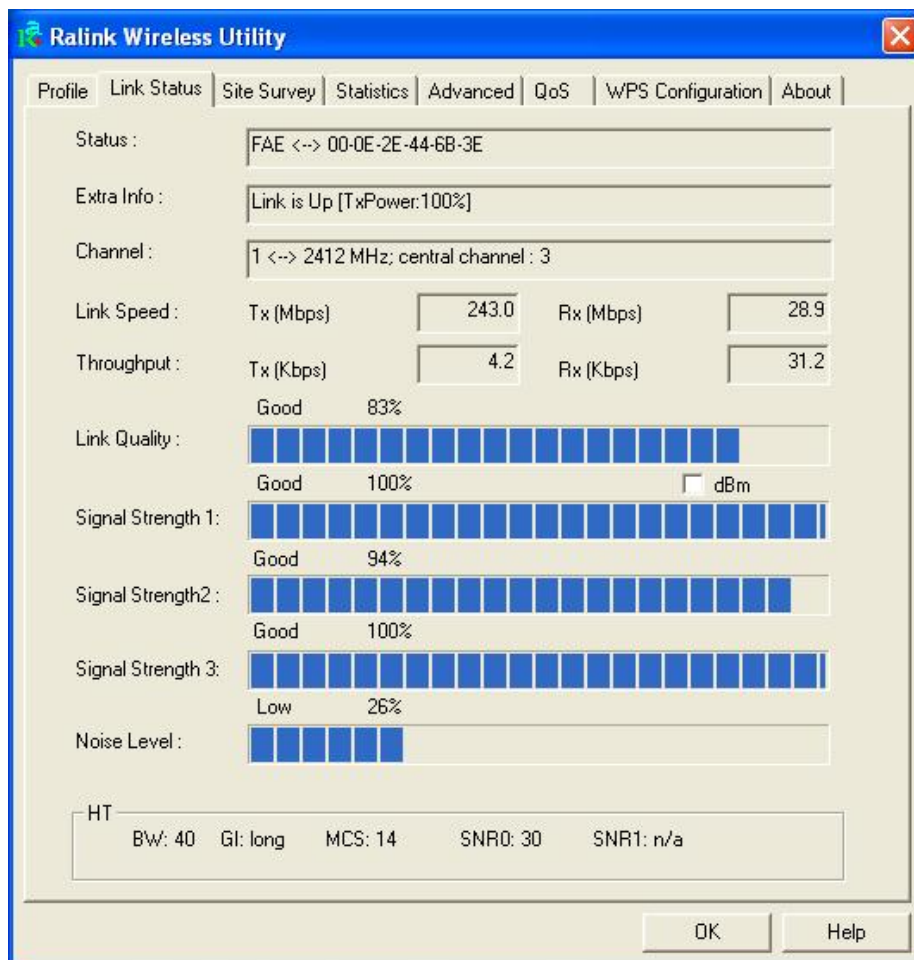 Ralink Wireless Utility
Profile Link Status Site Survey Statistics Advanced QoS WPS Configuration About
Status : FAE <--> 00-0E-2E-44-6B-3E
Extra Info : Link is Up [TxPower:100%]
Channel : 1 <--> 2412 MHz; central channel : 3
Link Speed : Tx (Mbps) 243.0 Rx (Mbps) 28.9
Throughput : Tx (Kbps) 4.2 Rx (Kbps) 31.2
Good 83%
Link Quality :
Good 100% dBm
Signal Strength 1:
Good 94%
Signal Strength2 :
Good 100%
Signal Strength 3:
Low 26%
Noise Level :
HT
BW: 40 GI: long MCS: 14 SNR0: 30 SNR1: n/a
OK Help